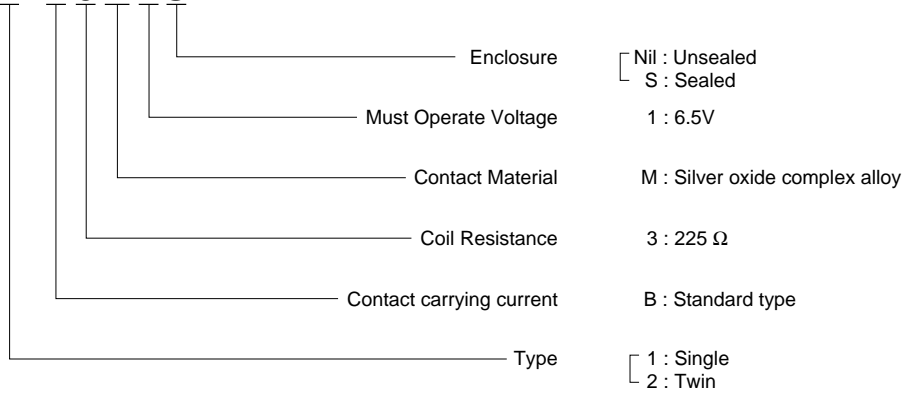 Enclosure Nil : Unsealed
S : Sealed
Must Operate Voltage 1 : 6.5V
Contact Material M : Silver oxide complex alloy
Coil Resistance 3 : 225 Ω
Contact carrying current B : Standard type
Type 1 : Single
2 : Twin